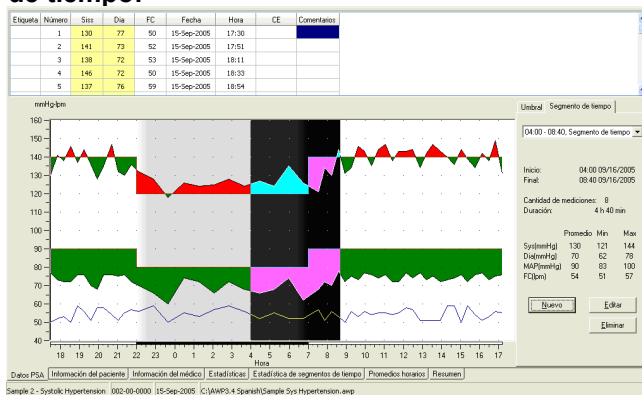 de tiempo.
Etiqueta Número Siss Dia FC Fecha Hora CE Comentarios
1 130 77 50 15-Sep-2005 17:30
2 141 73 52 15-Sep-2005 17:51
3 138 72 53 15-Sep-2005 18:11
4 146 72 50 15-Sep-2005 18:33
5 137 76 59 15-Sep-2005 18:54
mmHg-lpm
160
150
140
130
120
110
100
90
80
70
60
50
40
18 19 20 21 22 23 0 1 2 3 4 5 6 7 8 9 10 11 12 13 14 15 16 17
Hora
Umbral Segmento de tiempo
04:00 - 08:40, Segmento de tiempo
Inicio: 04:00 09/16/2005
Final: 08:40 09/16/2005
Cantidad de mediciones: 8
Duración: 4 h 40 min
Promedio Min Max
Sys(mmHg) 130 121 144
Dia(mmHg) 70 62 78
MAP(mmHg) 90 83 100
FC(lpm) 54 51 57
Nuevo Editar
Eliminar
Datos PSA Información del paciente Información del médico Estadísticas Estadística de segmentos de tiempo Promedios horarios Resumen
Sample 2 - Systolic Hypertension 002-00-0000 15-Sep-2005 C:\AWP3.4 Spanish\Sample Sys Hypertension.awp